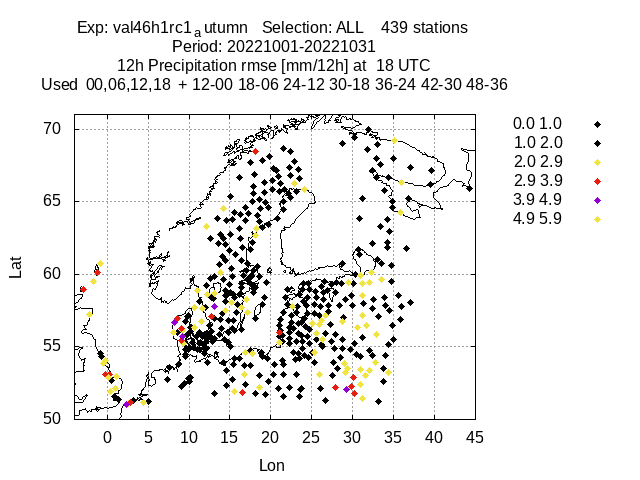 Exp: val46h1rc1 a utumn Selection: ALL 439 stations
Period: 20221001-20221031
12h Precipitation rmse [mm/12h] at 18 UTC
Used 00,06,12,18 + 12-00 18-06 24-12 30-18 36-24 42-30 48-36
70
65
60
55
50
Lat
0 5 10 15 20 25 30 35 40 45
Lon
0.0 1.0
1.0 2.0
2.0 2.9
2.9 3.9
3.9 4.9
4.9 5.9